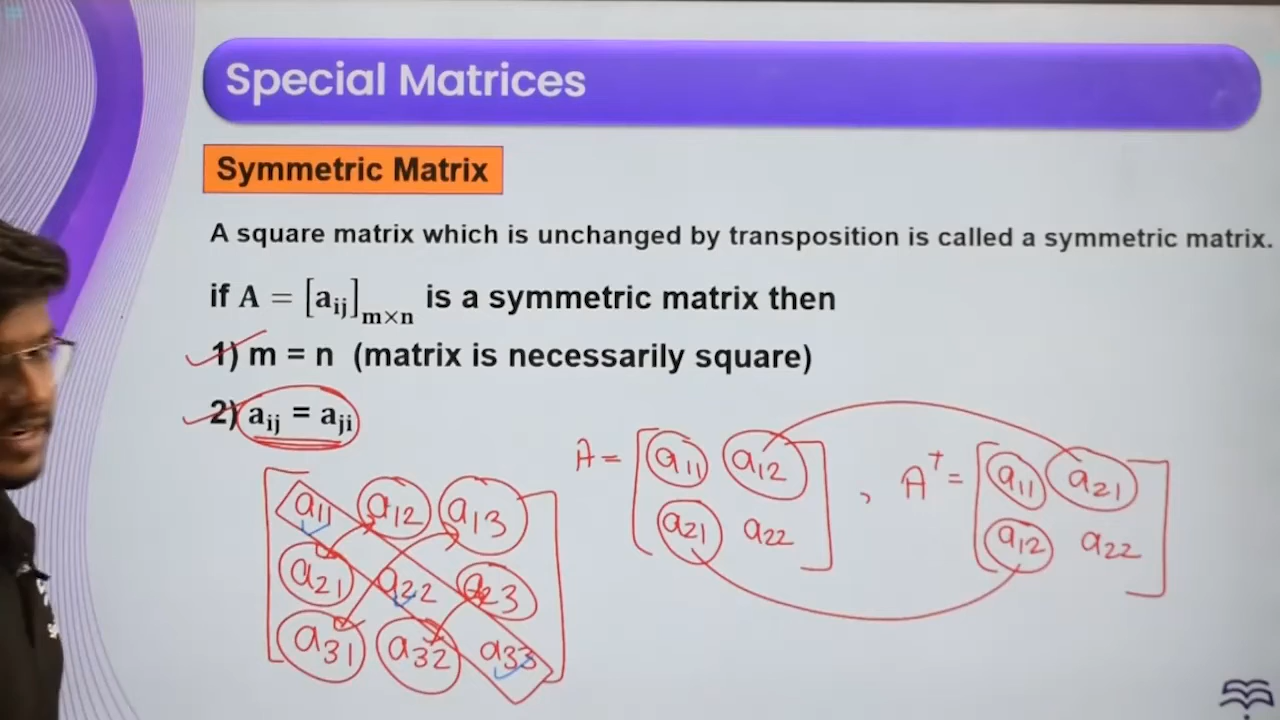 Special Matrices
Symmetric Matrix
A square matrix which is unchanged by transposition is called a symmetric matrix.
if A = [aij]m×n is a symmetric matrix then
1) m = n (matrix is necessarily square)
2) aij = aji
A = [a11 a12
a21 a22] , A^T = [a11 a21
a12 a22]
a11 a12 a13
a21 a22 a23
a31 a32 a33